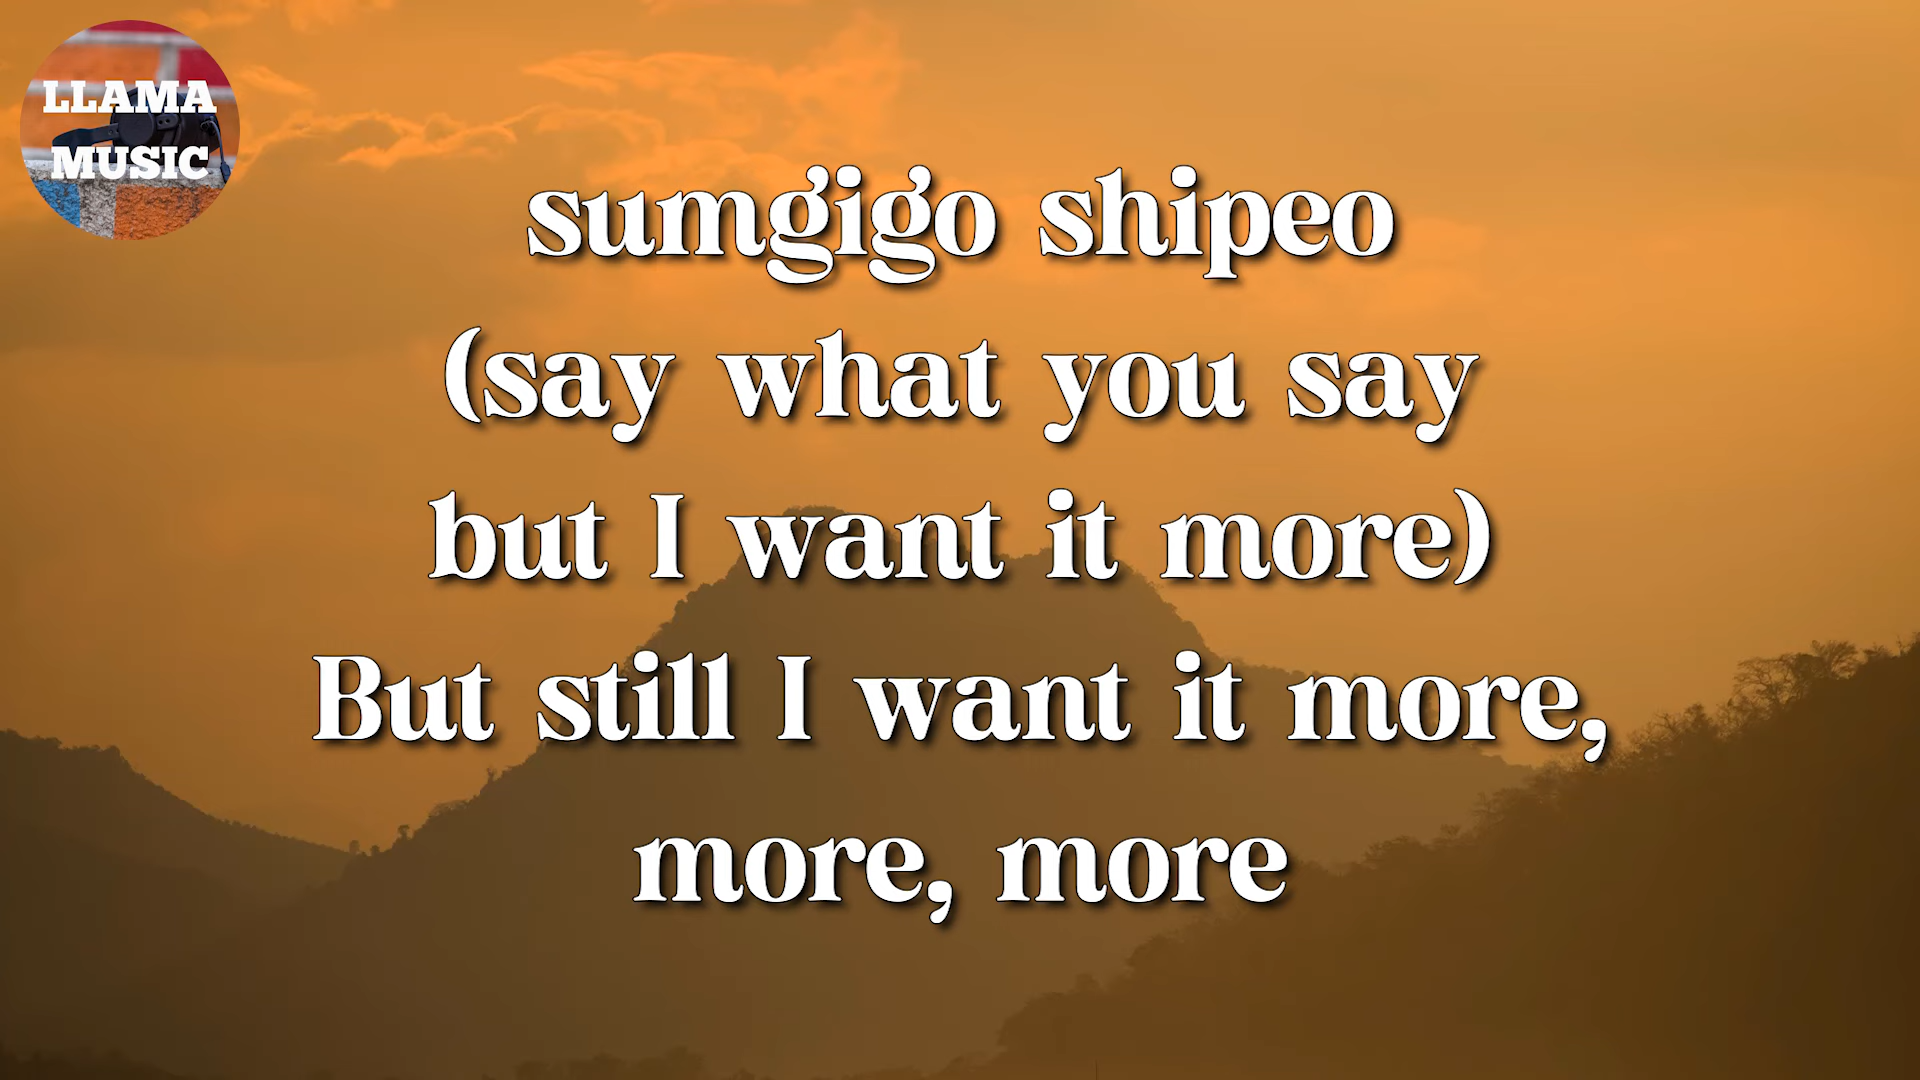 LLAMA
MUSIC
sumgigo shipeo
(say what you say
but I want it more)
But still I want it more,
more, more